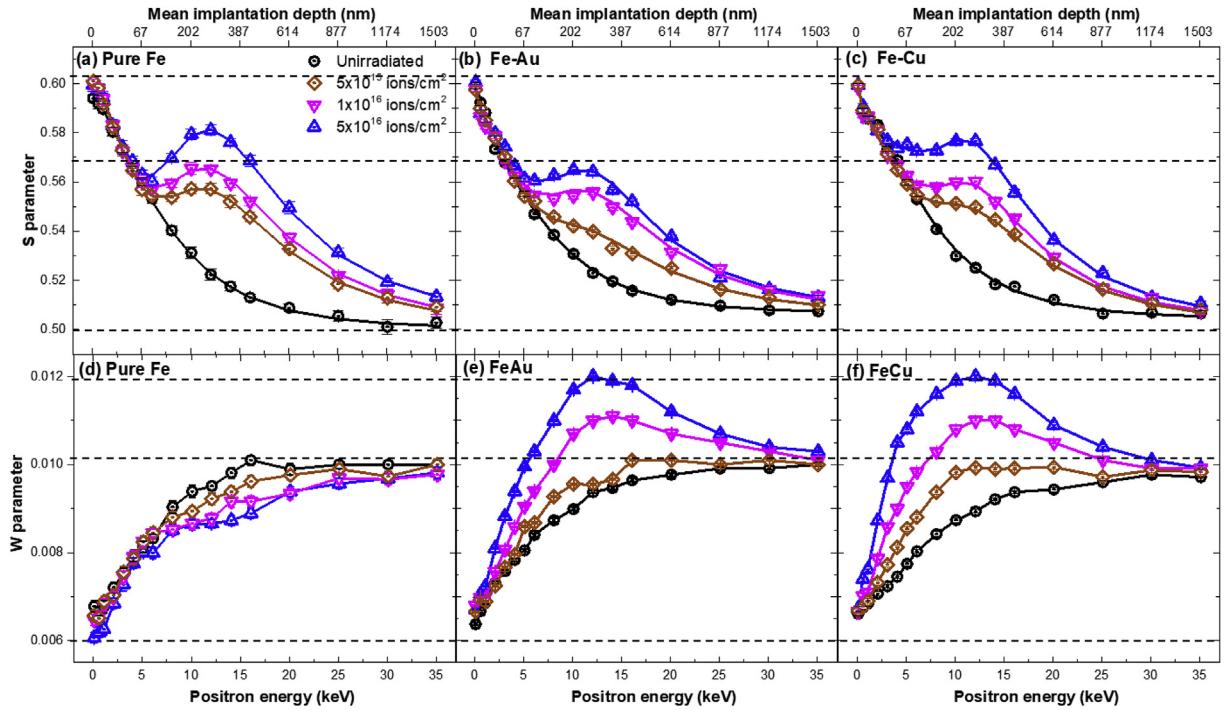 Mean implantation depth (nm) Mean implantation depth (nm) Mean implantation depth (nm)
0 67 202 387 614 877 1174 1503 0 67 202 387 614 877 1174 1503 0 67 202 387 614 877 1174 1503
(a) Pure Fe (b) Fe-Au (c) Fe-Cu
Unirradiated
5x10¹⁵ ions/cm²
1x10¹⁶ ions/cm²
5x10¹⁶ ions/cm²
S parameter
0.60
0.58
0.56
0.54
0.52
0.50
(d) Pure Fe (e) FeAu (f) FeCu
W parameter
0.012
0.010
0.008
0.006
0 5 10 15 20 25 30 35 0 5 10 15 20 25 30 35 0 5 10 15 20 25 30 35
Positron energy (keV) Positron energy (keV) Positron energy (keV)